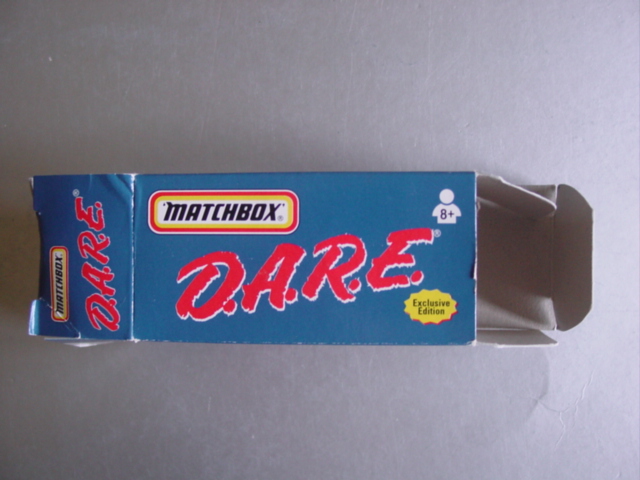 MATCHBOX®
D.A.R.E.®
MATCHBOX®
8+
D.A.R.E.®
Exclusive
Edition